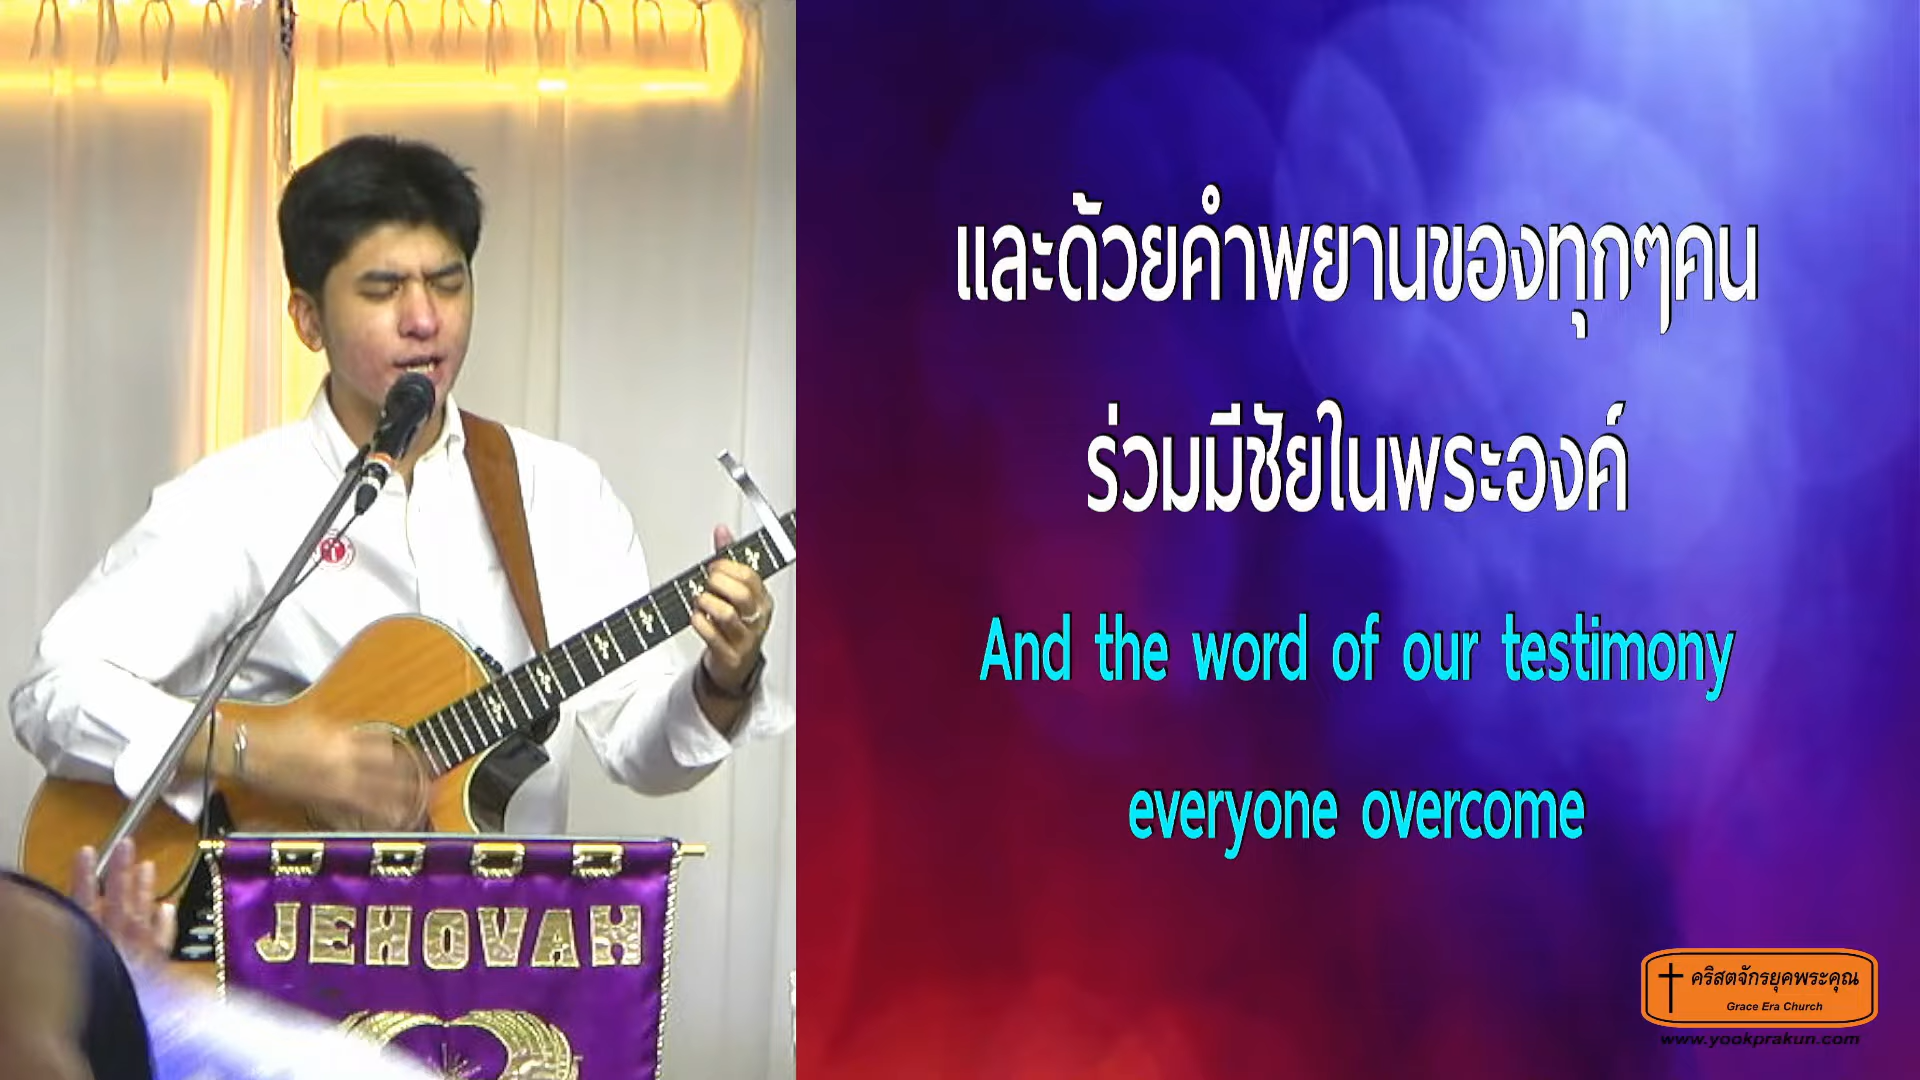 และด้วยคำพยานของทุกๆคน
ร่วมมีชัยในพระองค์
And the word of our testimony
everyone overcome
JEHOVAH
คริสตจักรยุคพระคุณ
Grace Era Church
www.yookprakun.com